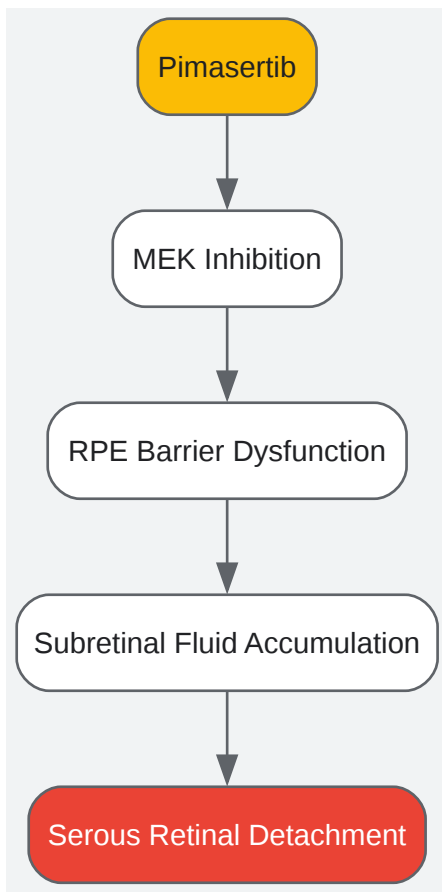 Pimasertib
MEK Inhibition
RPE Barrier Dysfunction
Subretinal Fluid Accumulation
Serous Retinal Detachment